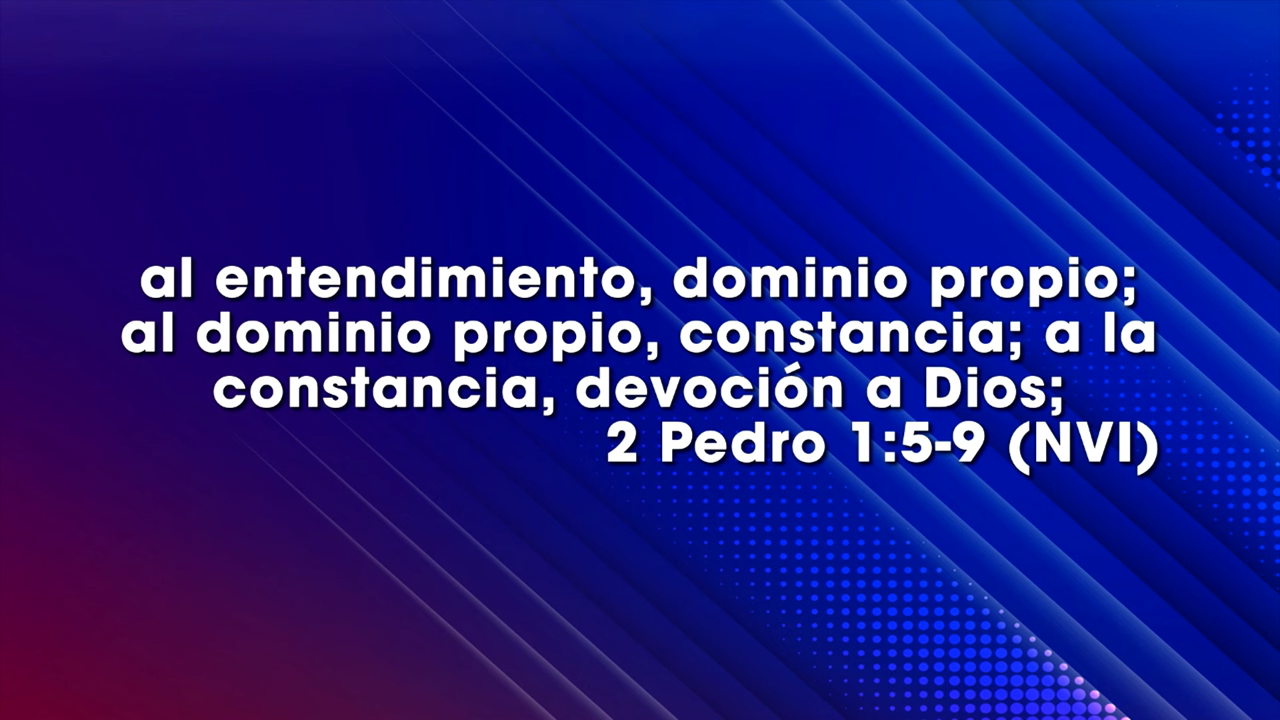 al entendimiento, dominio propio;
al dominio propio, constancia; a la
constancia, devoción a Dios;
2 Pedro 1:5-9 (NVI)